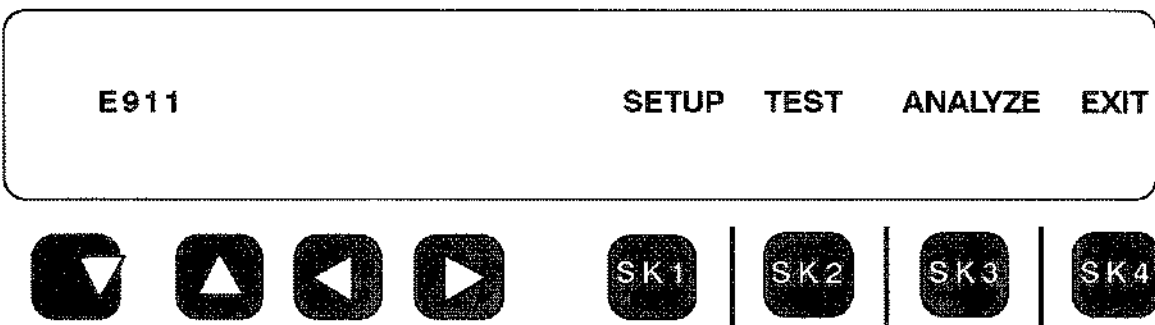 E911 SETUP TEST ANALYZE EXIT
SK1 SK2 SK3 SK4